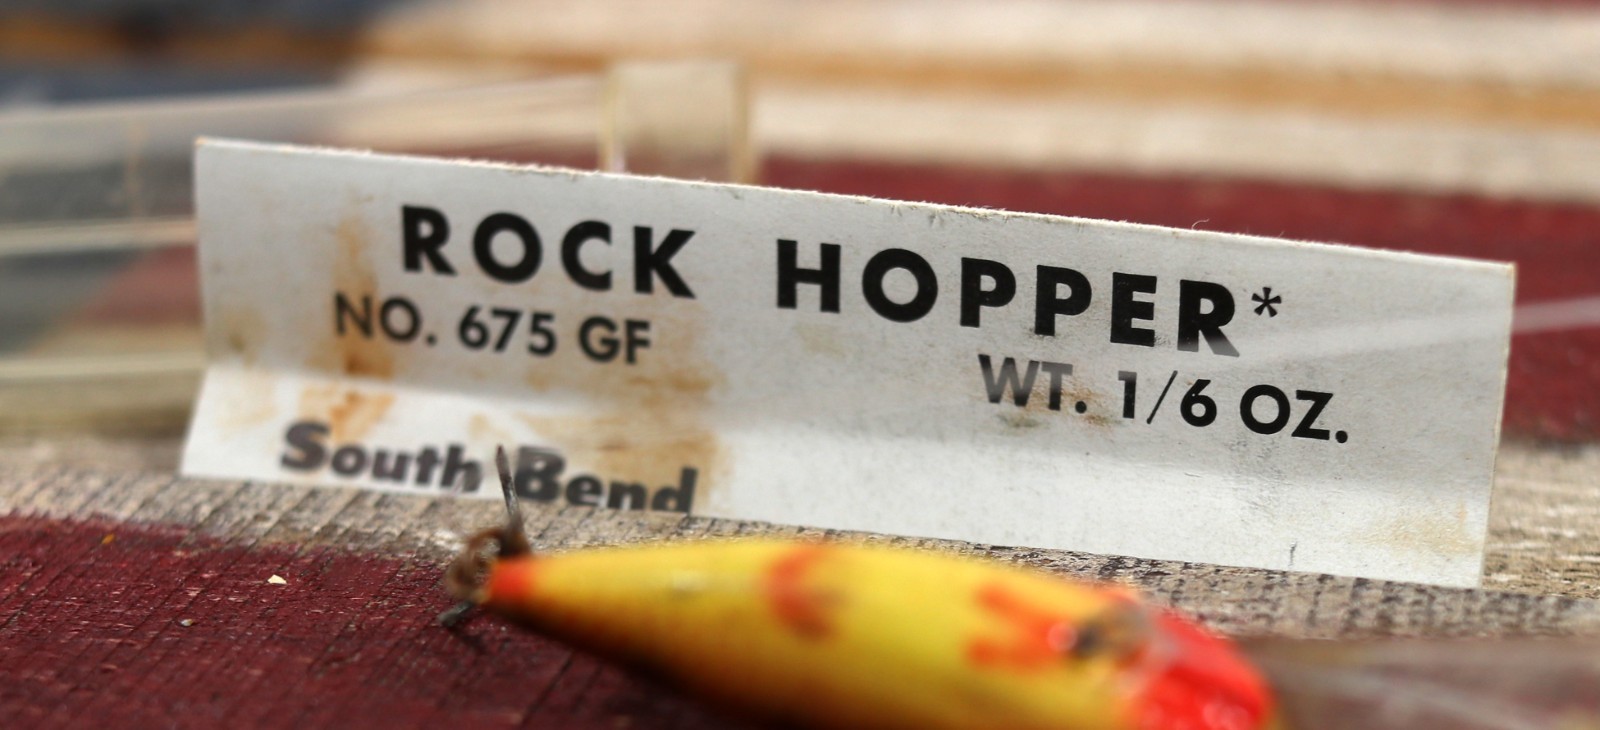 ROCK HOPPER*
NO. 675 GF
WT. 1/6 OZ.
South Bend